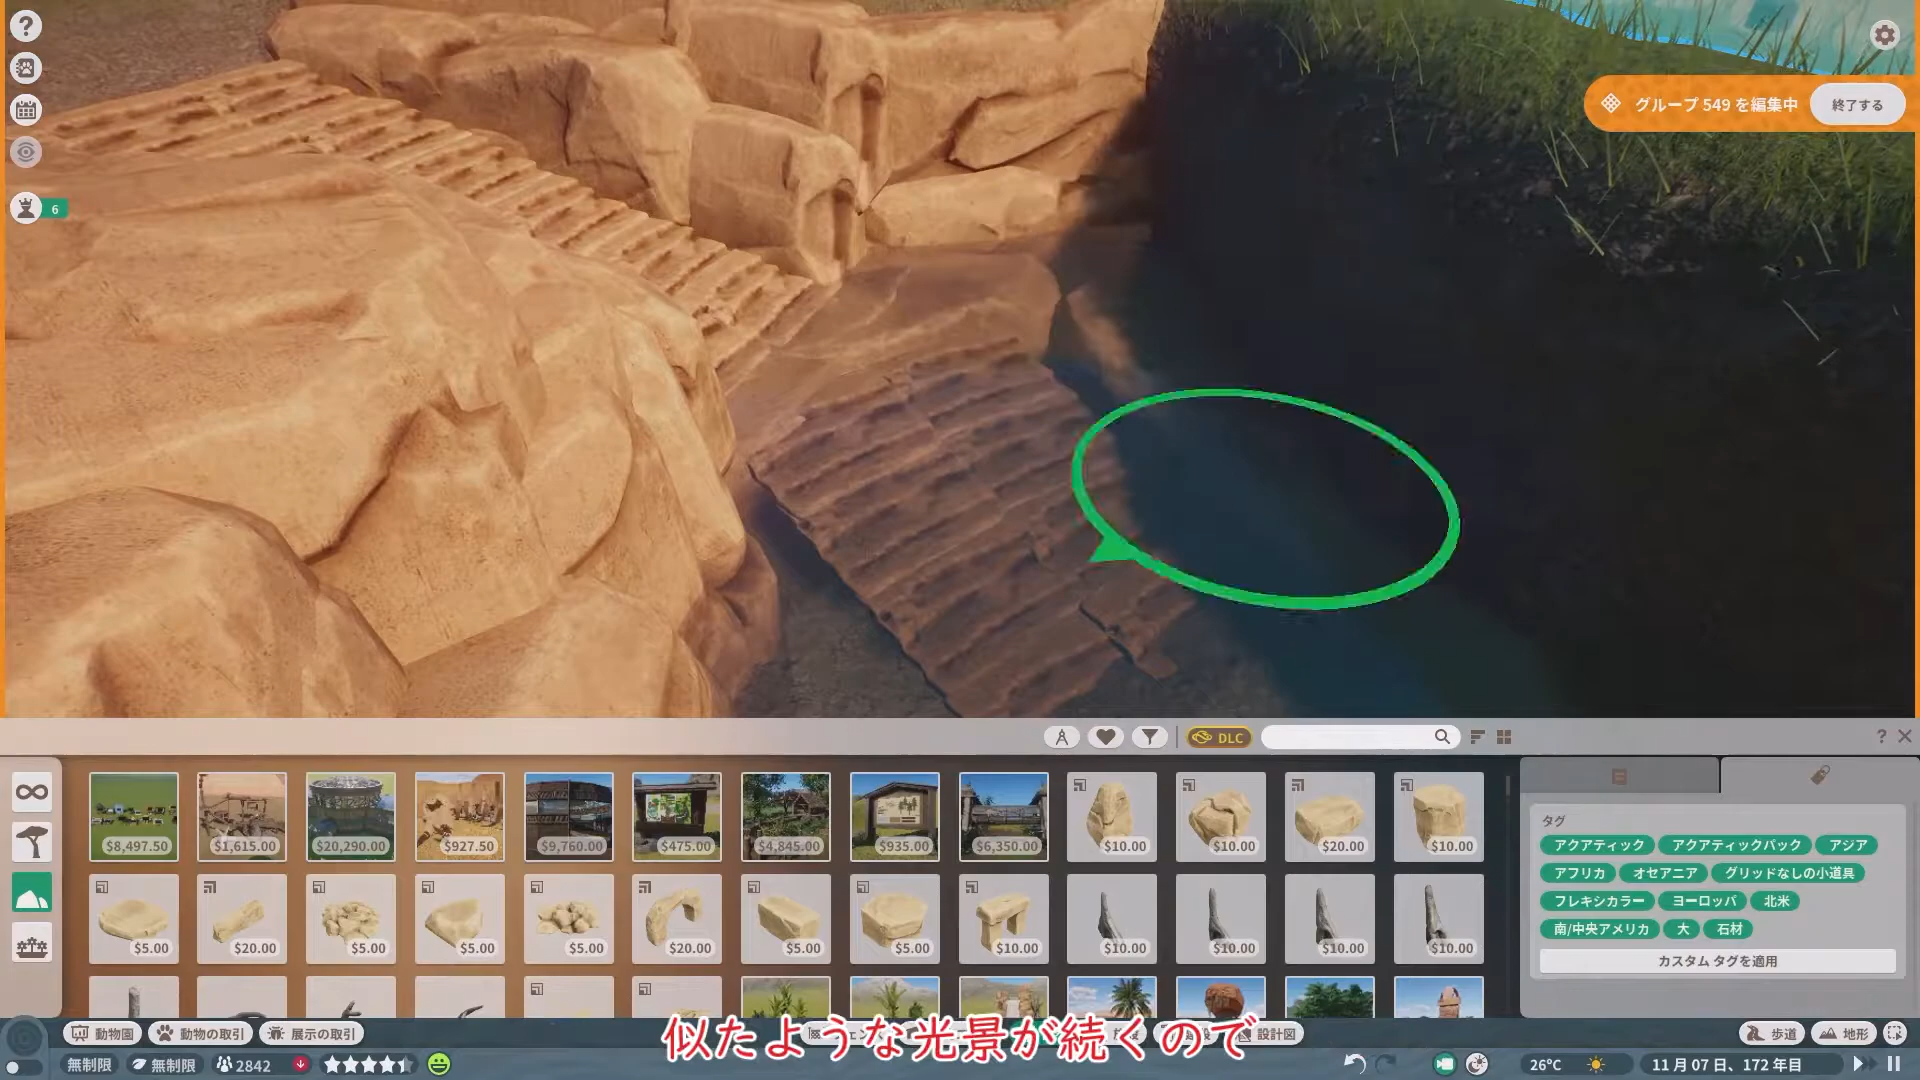 グループ 549 を編集中
終了する
6
DLC
$8,497.50
$1,615.00
$20,290.00
$927.50
$9,760.00
$475.00
$4,845.00
$935.00
$6,350.00
$10.00
$10.00
$20.00
$10.00
$5.00
$20.00
$5.00
$5.00
$5.00
$20.00
$5.00
$5.00
$10.00
$10.00
$10.00
$10.00
$10.00
タグ
アクアティック
アクアティックパック
アジア
アフリカ
オセアニア
グリッドなしの小道具
フレキシカラー
ヨーロッパ
北米
南/中央アメリカ
大
石材
カスタム タグを適用
動物園
動物の取引
展示の取引
設計図
歩道
地形
似たような光景が続くので
無制限
無制限
2842
26°C
11 月 07 日、172 年目